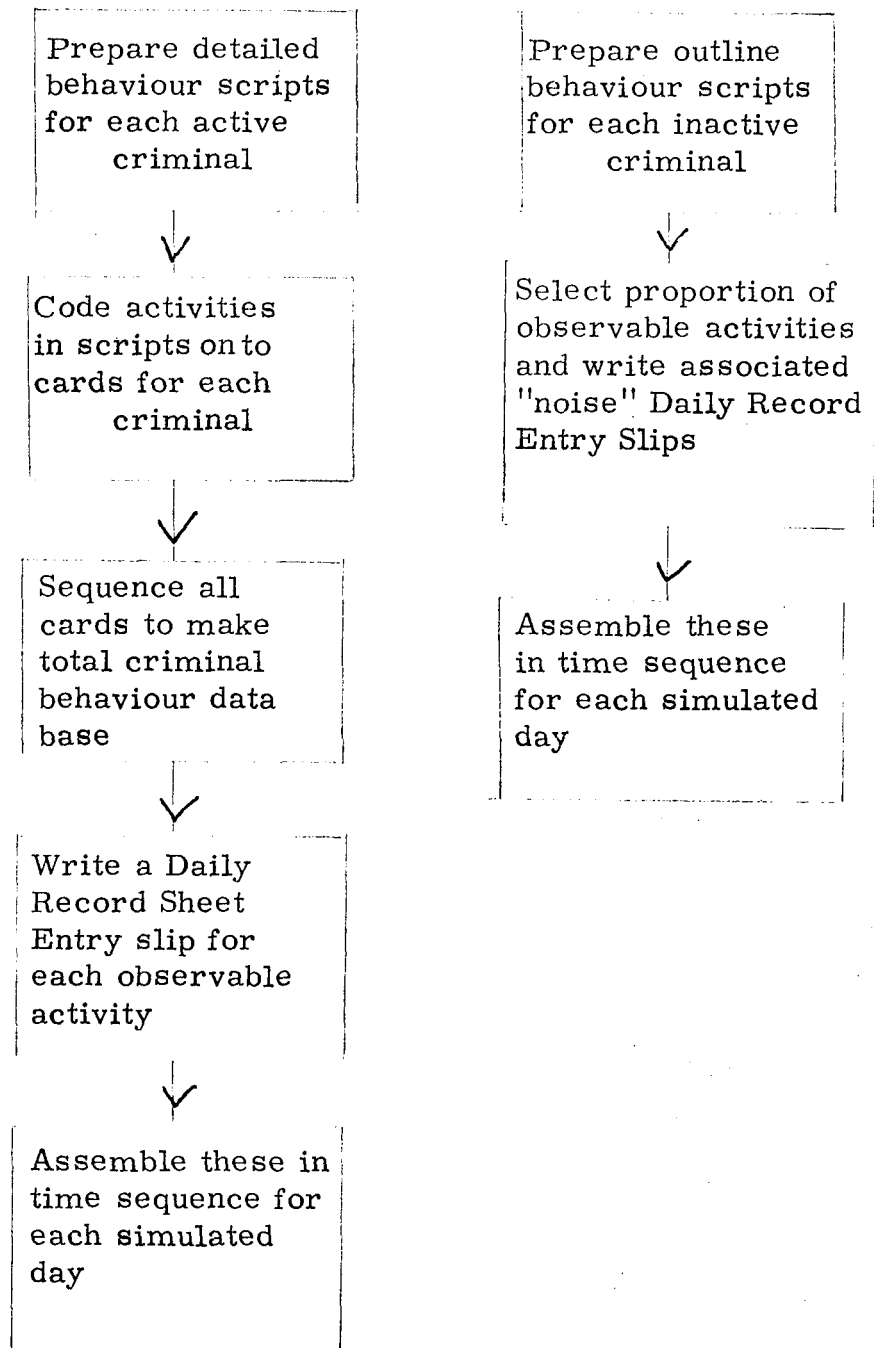 Prepare detailed
behaviour scripts
for each active
criminal
Code activities
in scripts onto
cards for each
criminal
Sequence all
cards to make
total criminal
behaviour data
base
Write a Daily
Record Sheet
Entry slip for
each observable
activity
Assemble these in
time sequence for
each simulated
day
Prepare outline
behaviour scripts
for each inactive
criminal
Select proportion of
observable activities
and write associated
"noise" Daily Record
Entry Slips
Assemble these
in time sequence
for each simulated
day